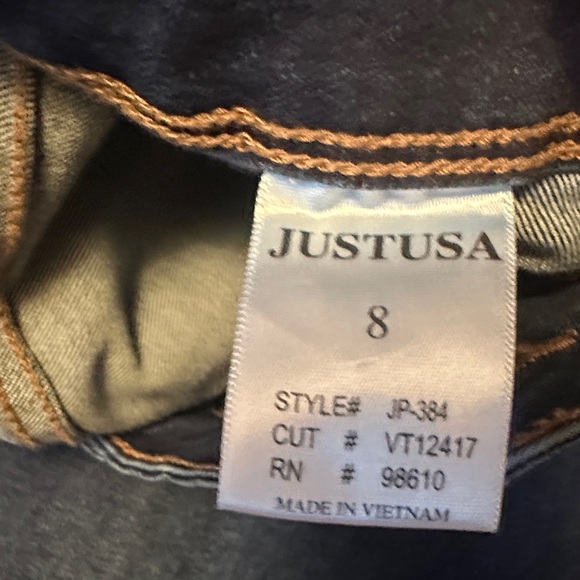 JUSTUSA
8
STYLE# JP-384
CUT # VT12417
RN # 98610
MADE IN VIETNAM